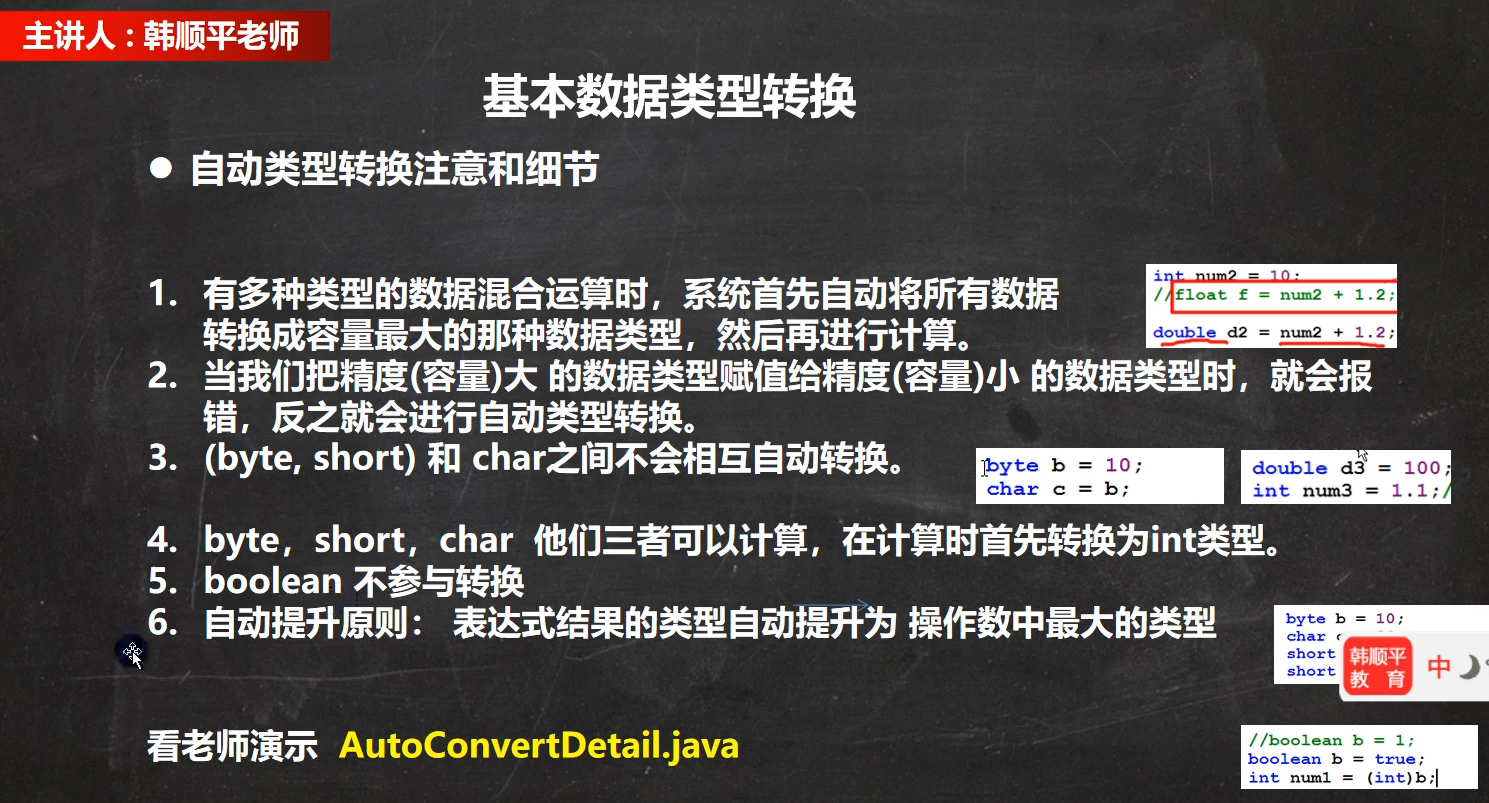 主讲人：韩顺平老师
基本数据类型转换
● 自动类型转换注意和细节
1. 有多种类型的数据混合运算时，系统首先自动将所有数据
转换成容量最大的那种数据类型，然后再进行计算。
int num2 = 10;
//float f = num2 + 1.2;
double d2 = num2 + 1.2;
2. 当我们把精度(容量)大 的数据类型赋值给精度(容量)小 的数据类型时，就会报
错，反之就会进行自动类型转换。
3. (byte, short) 和 char之间不会相互自动转换。
byte b = 10;
char c = b;
double d3 = 100;
int num3 = 1.1;/
4. byte，short，char 他们三者可以计算，在计算时首先转换为int类型。
5. boolean 不参与转换
6. 自动提升原则： 表达式结果的类型自动提升为 操作数中最大的类型
byte b = 10;
char
short
short
韩顺平
教 育
中
看老师演示 AutoConvertDetail.java
//boolean b = 1;
boolean b = true;
int num1 = (int)b;